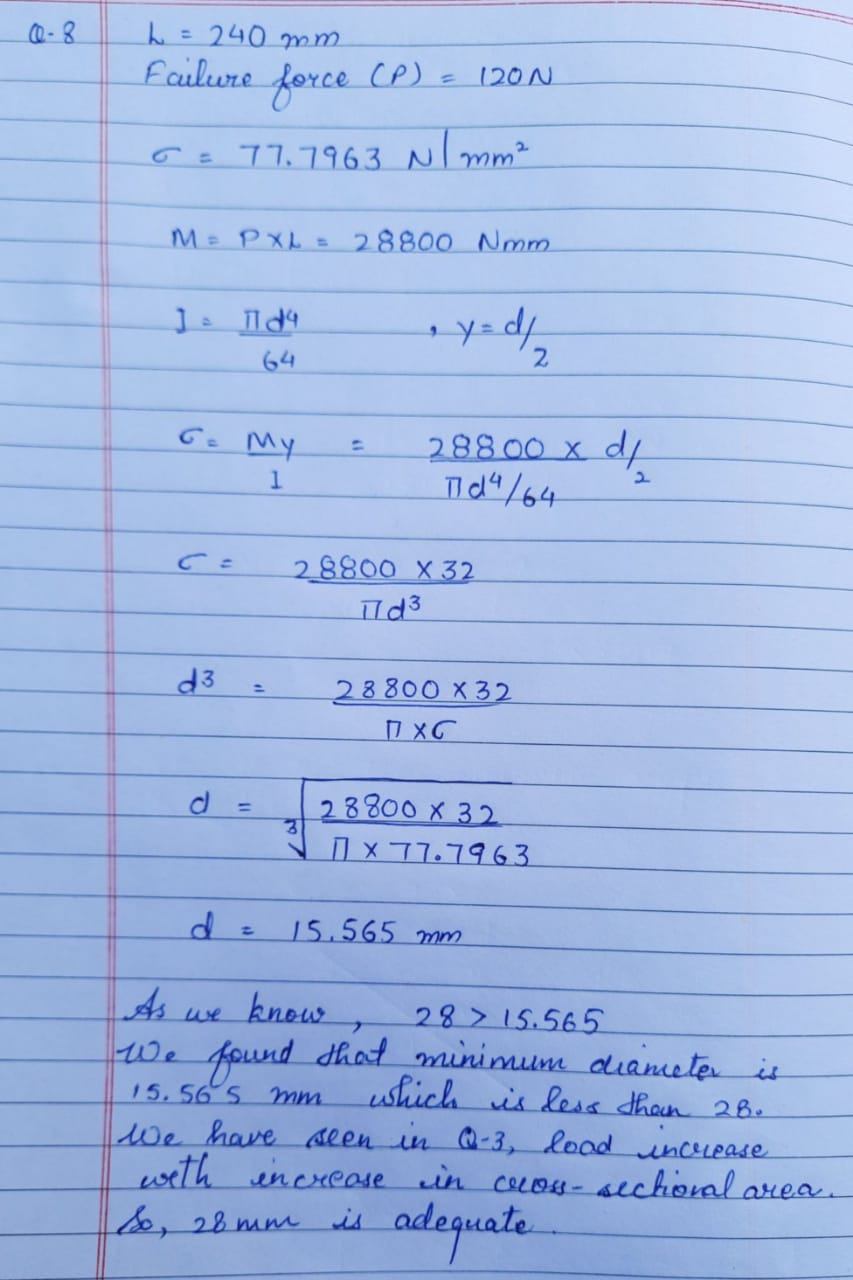 Q-8 L = 240 mm
Failure force (P) = 120N
σ = 77.7963 N/mm²
M = P×L = 28800 Nmm
I = πd⁴/64 , y = d/2
σ = My/I = 28800 × d/2 / πd⁴/64
σ = 28800 × 32 / πd³
d³ = 28800 × 32 / π × σ
d = ³√(28800 × 32 / π × 77.7963)
d = 15.565 mm
As we know, 28 > 15.565
We found that minimum diameter is
15.565 mm which is less than 28.
We have seen in Q-3, load increase
with increase in cross-sectional area.
So, 28 mm is adequate.